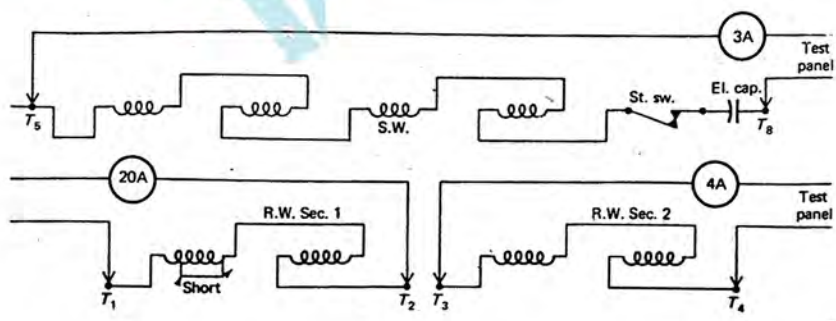 3A
Test
panel
El. cap.
St. sw.
T5
S.W.
T8
20A
4A
Test
panel
R.W. Sec. 1
R.W. Sec. 2
Short
T1
T2
T3
T4